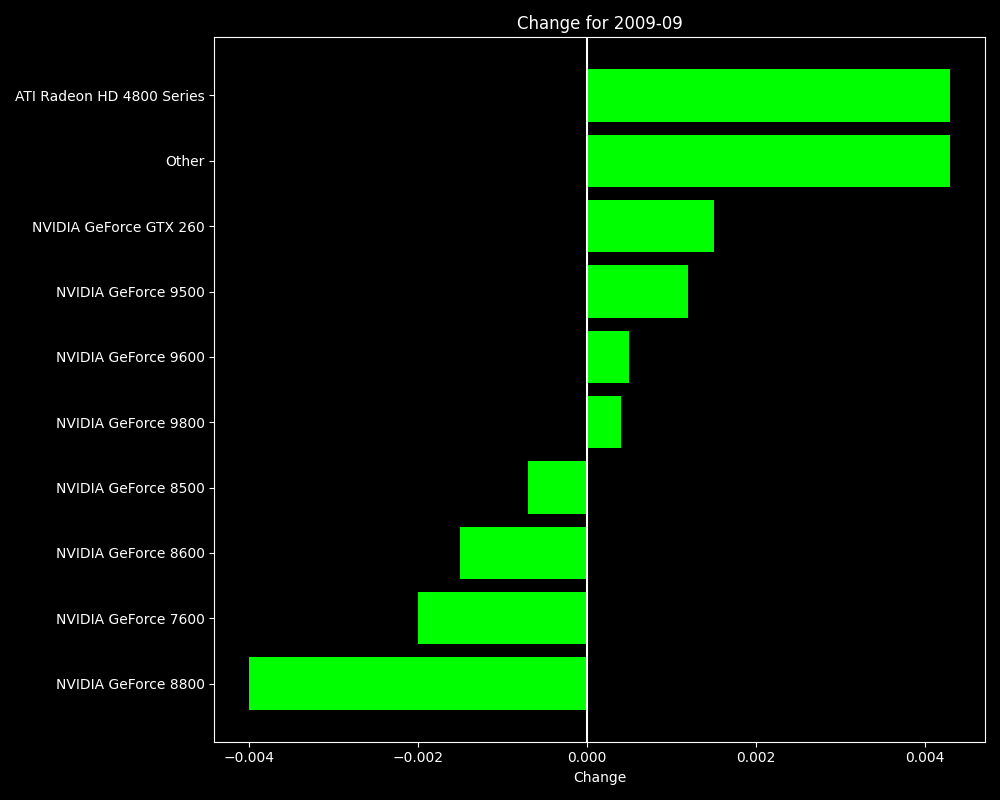 Change for 2009-09
ATI Radeon HD 4800 Series
Other
NVIDIA GeForce GTX 260
NVIDIA GeForce 9500
NVIDIA GeForce 9600
NVIDIA GeForce 9800
NVIDIA GeForce 8500
NVIDIA GeForce 8600
NVIDIA GeForce 7600
NVIDIA GeForce 8800
−0.004 −0.002 0.000 0.002 0.004
Change